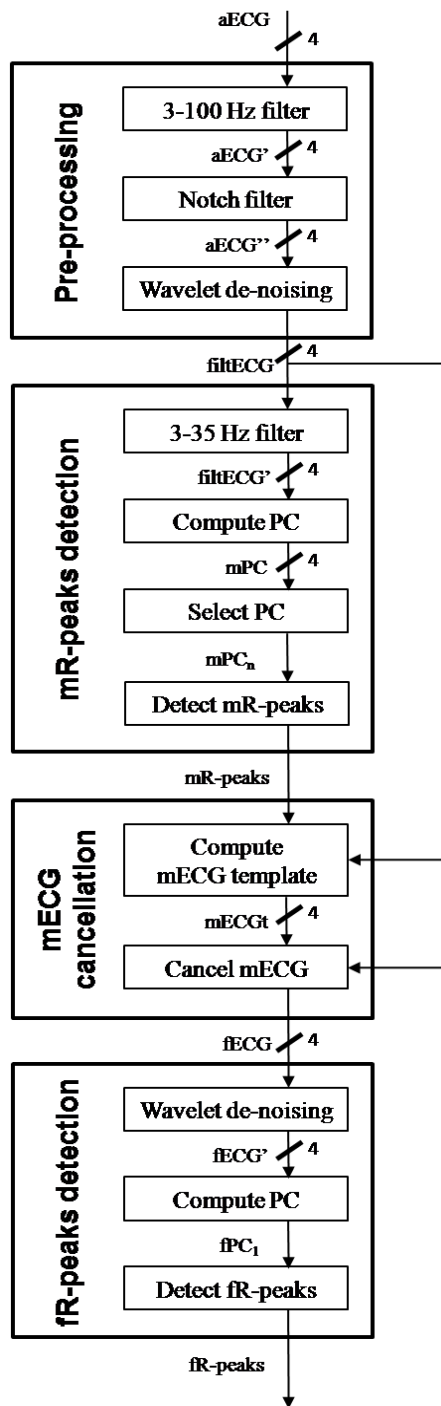 aECG
4
Pre-processing
3-100 Hz filter
aECG’
4
Notch filter
aECG’’
4
Wavelet de-noising
filtECG
4
mR-peaks detection
3-35 Hz filter
filtECG’
4
Compute PC
mPC
4
Select PC
mPCn
Detect mR-peaks
mR-peaks
mECG
cancellation
Compute
mECG template
mECGt
4
Cancel mECG
fECG
4
fR-peaks detection
Wavelet de-noising
fECG’
4
Compute PC
fPC1
Detect fR-peaks
fR-peaks